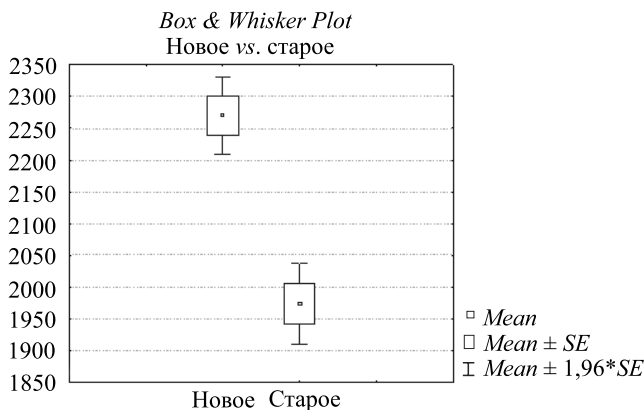 Box & Whisker Plot
Новое vs. старое
2350
2300
2250
2200
2150
2100
2050
2000
1950
1900
1850
Новое Старое
Mean
Mean ± SE
Mean ± 1,96*SE